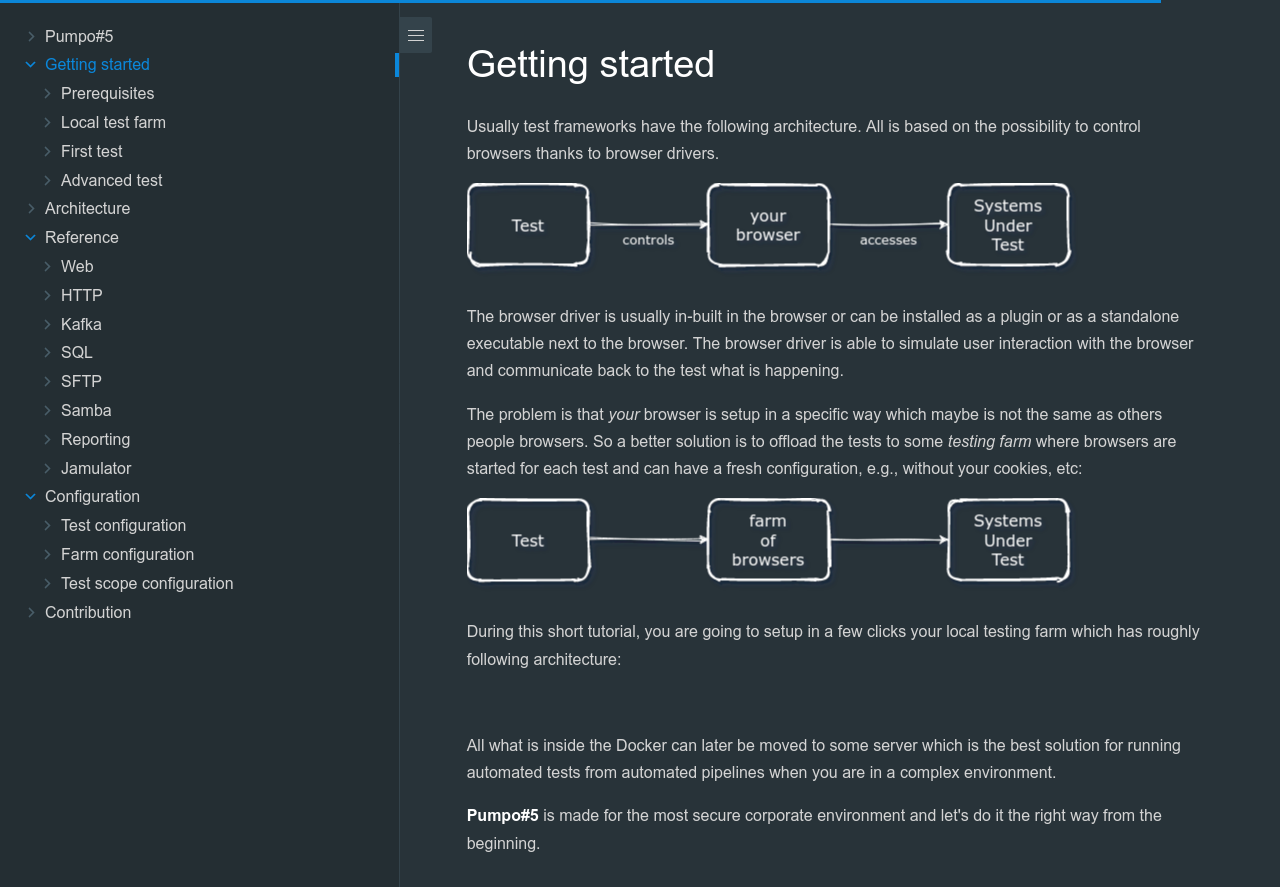 Pumpo#5
Getting started
Prerequisites
Local test farm
First test
Advanced test
Architecture
Reference
Web
HTTP
Kafka
SQL
SFTP
Samba
Reporting
Jamulator
Configuration
Test configuration
Farm configuration
Test scope configuration
Contribution
Getting started
Usually test frameworks have the following architecture. All is based on the possibility to control
browsers thanks to browser drivers.
Test
controls
your
browser
accesses
Systems
Under
Test
The browser driver is usually in-built in the browser or can be installed as a plugin or as a standalone
executable next to the browser. The browser driver is able to simulate user interaction with the browser
and communicate back to the test what is happening.
The problem is that your browser is setup in a specific way which maybe is not the same as others
people browsers. So a better solution is to offload the tests to some testing farm where browsers are
started for each test and can have a fresh configuration, e.g., without your cookies, etc:
Test
farm
of
browsers
Systems
Under
Test
During this short tutorial, you are going to setup in a few clicks your local testing farm which has roughly
following architecture:
All what is inside the Docker can later be moved to some server which is the best solution for running
automated tests from automated pipelines when you are in a complex environment.
Pumpo#5 is made for the most secure corporate environment and let's do it the right way from the
beginning.